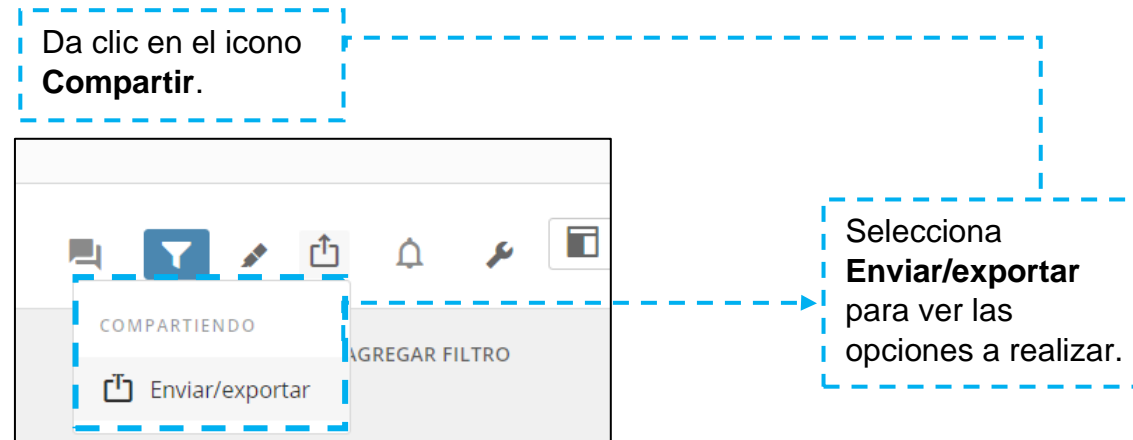 Da clic en el icono
Compartir.
COMPARTIENDO
AGREGAR FILTRO
Enviar/exportar
Selecciona
Enviar/exportar
para ver las
opciones a realizar.